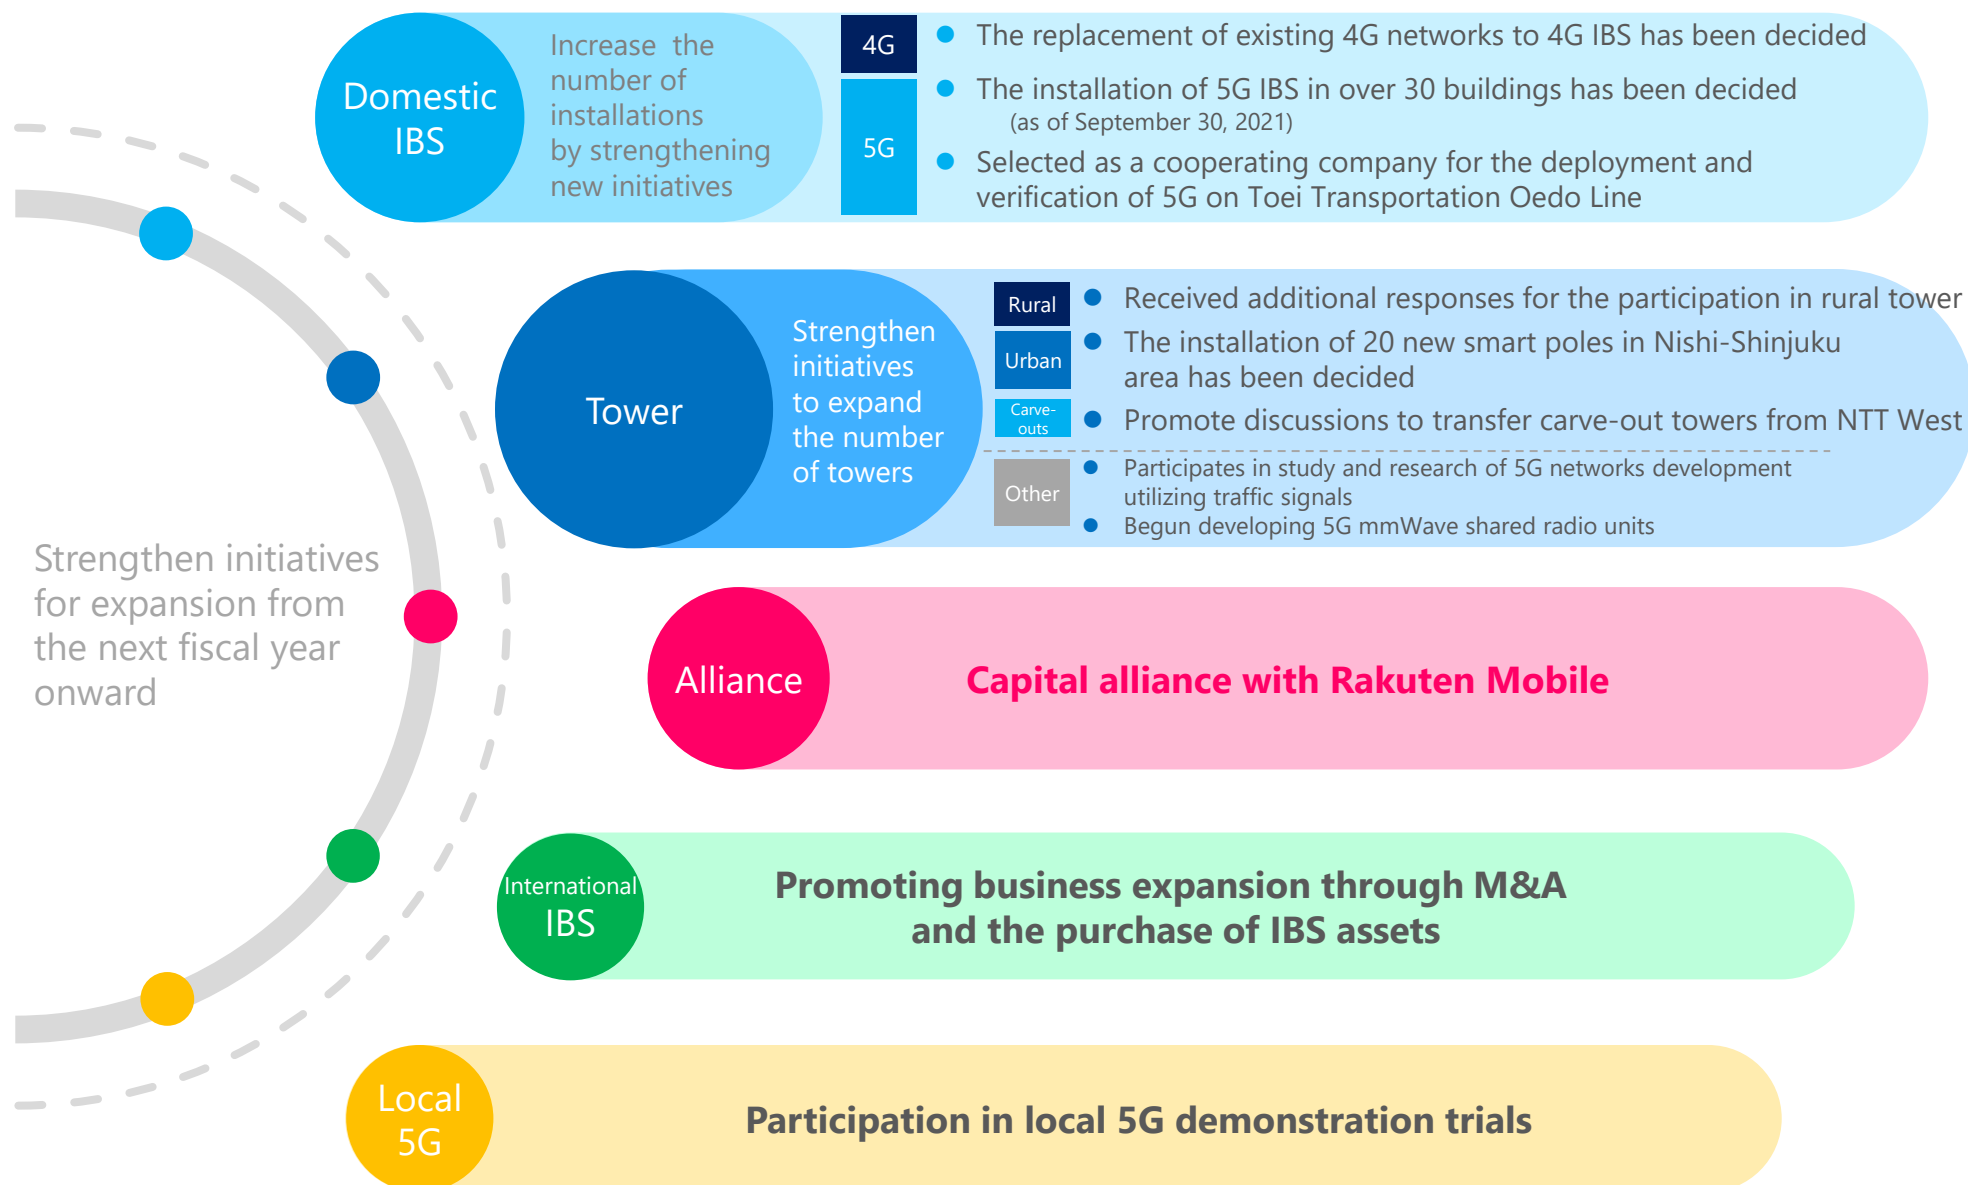 Strengthen initiatives
for expansion from
the next fiscal year
onward
Domestic
IBS
Increase the
number of
installations
by strengthening
new initiatives
4G
The replacement of existing 4G networks to 4G IBS has been decided
5G
The installation of 5G IBS in over 30 buildings has been decided
(as of September 30, 2021)
Selected as a cooperating company for the deployment and
verification of 5G on Toei Transportation Oedo Line
Tower
Strengthen
initiatives
to expand
the number
of towers
Rural
Received additional responses for the participation in rural tower
Urban
The installation of 20 new smart poles in Nishi-Shinjuku
area has been decided
Carve-
outs
Promote discussions to transfer carve-out towers from NTT West
Other
Participates in study and research of 5G networks development
utilizing traffic signals
Begun developing 5G mmWave shared radio units
Alliance
Capital alliance with Rakuten Mobile
International
IBS
Promoting business expansion through M&A
and the purchase of IBS assets
Local
5G
Participation in local 5G demonstration trials